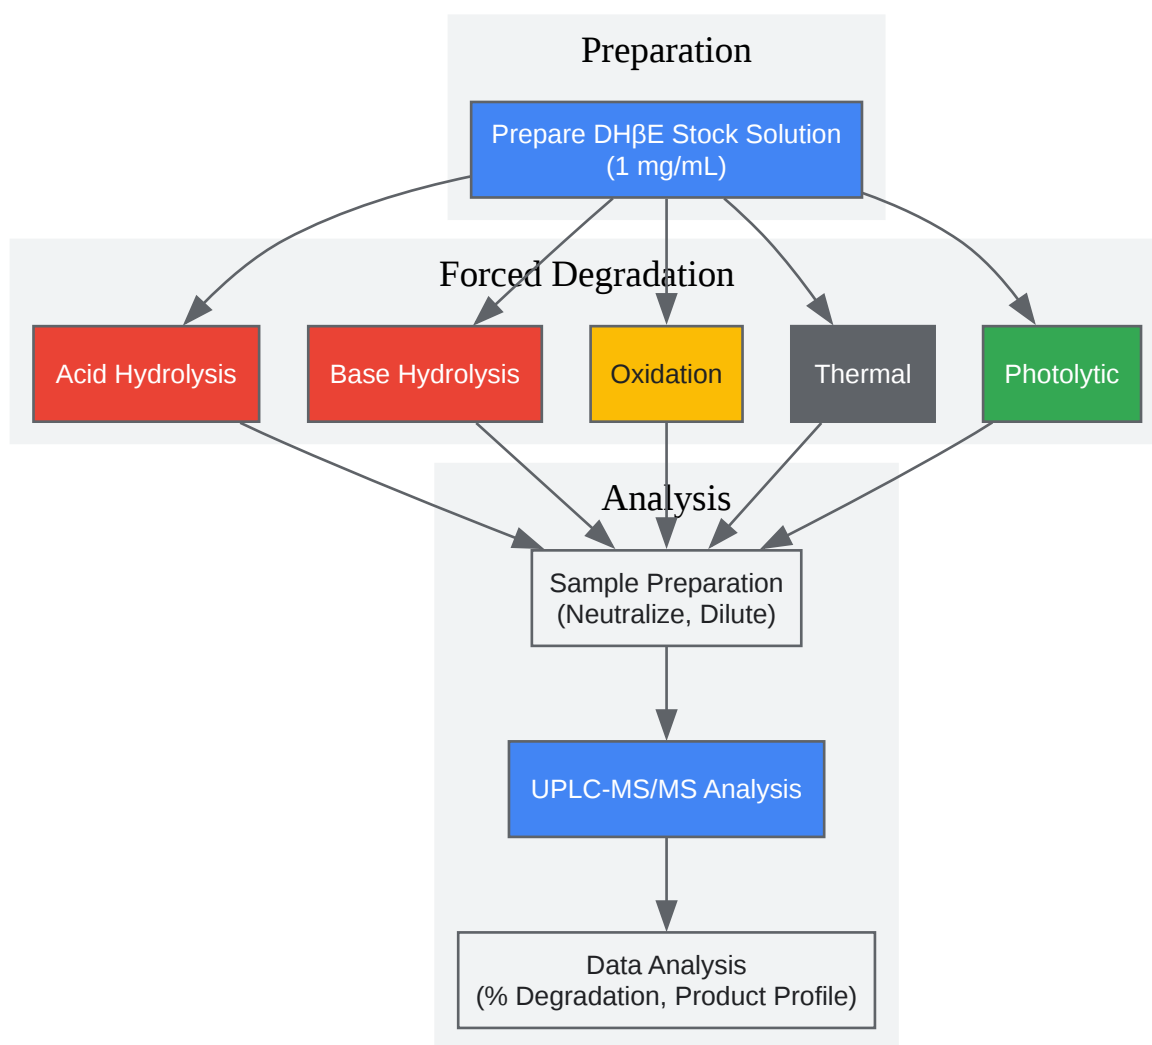 Preparation
Prepare DHβE Stock Solution
(1 mg/mL)
Forced Degradation
Acid Hydrolysis
Base Hydrolysis
Oxidation
Thermal
Photolytic
Analysis
Sample Preparation
(Neutralize, Dilute)
UPLC-MS/MS Analysis
Data Analysis
(% Degradation, Product Profile)